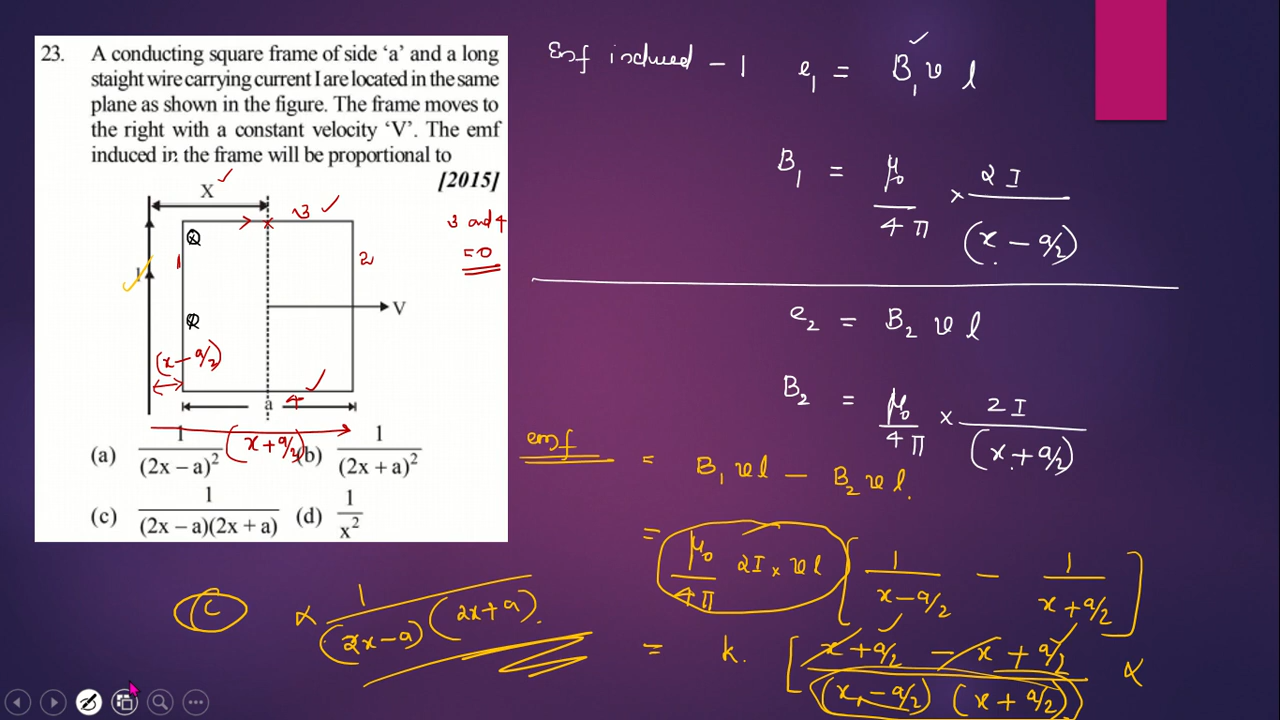 23. A conducting square frame of side ‘a’ and a long
staight wire carrying current I are located in the same
plane as shown in the figure. The frame moves to
the right with a constant velocity ‘V’. The emf
induced in the frame will be proportional to
[2015]
X
3
3 and 4
= 0
1
2
I
V
(x - a/2)
a
4
(x + a/2)
(a) 1/(2x – a)² (b) 1/(2x + a)²
(c) 1/((2x – a)(2x + a)) (d) 1/x²
Emf induced - 1 e₁ = B₁ v l
B₁ = μ₀/4π × 2I/(x - a/2)
e₂ = B₂ v l
B₂ = μ₀/4π × 2I/(x + a/2)
emf = B₁ v l - B₂ v l.
= μ₀/4π 2I × v l [1/(x - a/2) - 1/(x + a/2)]
= k. [(x + a/2 - x + a/2)/((x - a/2)(x + a/2))] ∝
C ∝ 1/((2x - a)(2x + a))